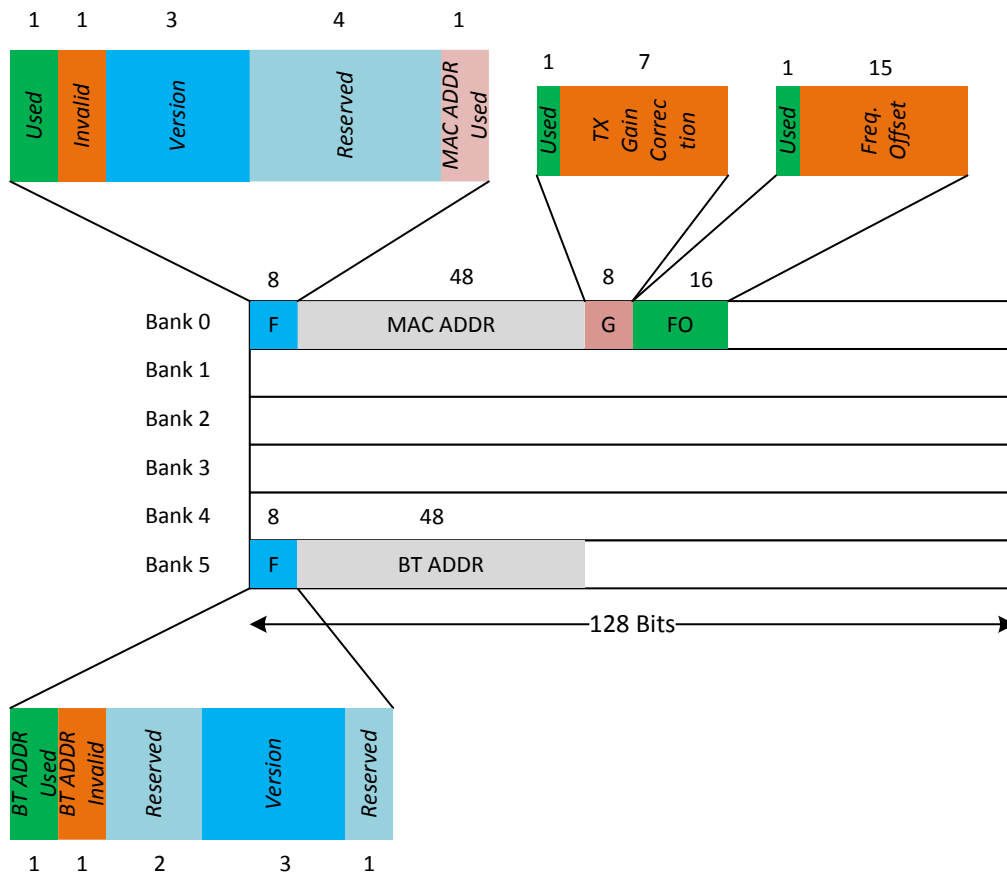 1 1 3 4 1
Used
Invalid
Version
Reserved
MAC ADDR
Used
1 7
Used
TX
Gain
Correc
tion
1 15
Used
Freq.
Offset
8 48 8 16
Bank 0 F MAC ADDR G FO
Bank 1
Bank 2
Bank 3
Bank 4
8 48
Bank 5 F BT ADDR
128 Bits
BT ADDR
Used
BT ADDR
Invalid
Reserved
Version
Reserved
1 1 2 3 1